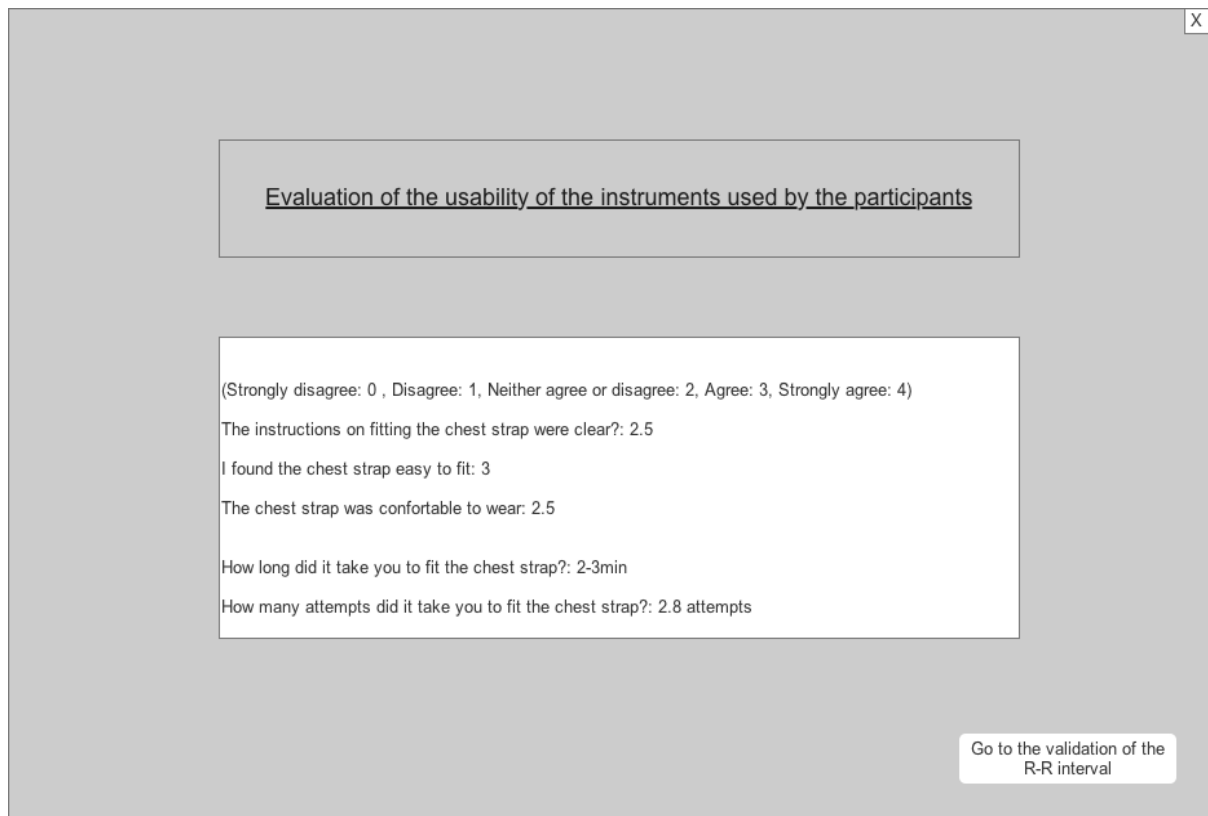 X
Evaluation of the usability of the instruments used by the participants
(Strongly disagree: 0 , Disagree: 1, Neither agree or disagree: 2, Agree: 3, Strongly agree: 4)
The instructions on fitting the chest strap were clear?: 2.5
I found the chest strap easy to fit: 3
The chest strap was confortable to wear: 2.5
How long did it take you to fit the chest strap?: 2-3min
How many attempts did it take you to fit the chest strap?: 2.8 attempts
Go to the validation of the
R-R interval